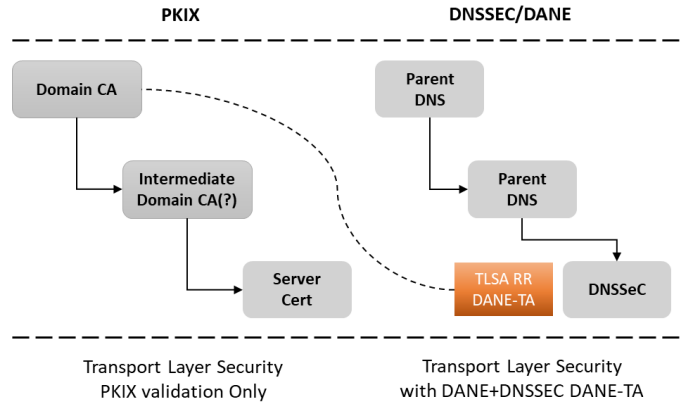 PKIX
DNSSEC/DANE
Domain CA
Parent
DNS
Intermediate
Domain CA(?)
Parent
DNS
Server
Cert
TLSA RR
DANE-TA
DNSSeC
Transport Layer Security
PKIX validation Only
Transport Layer Security
with DANE+DNSSEC DANE-TA